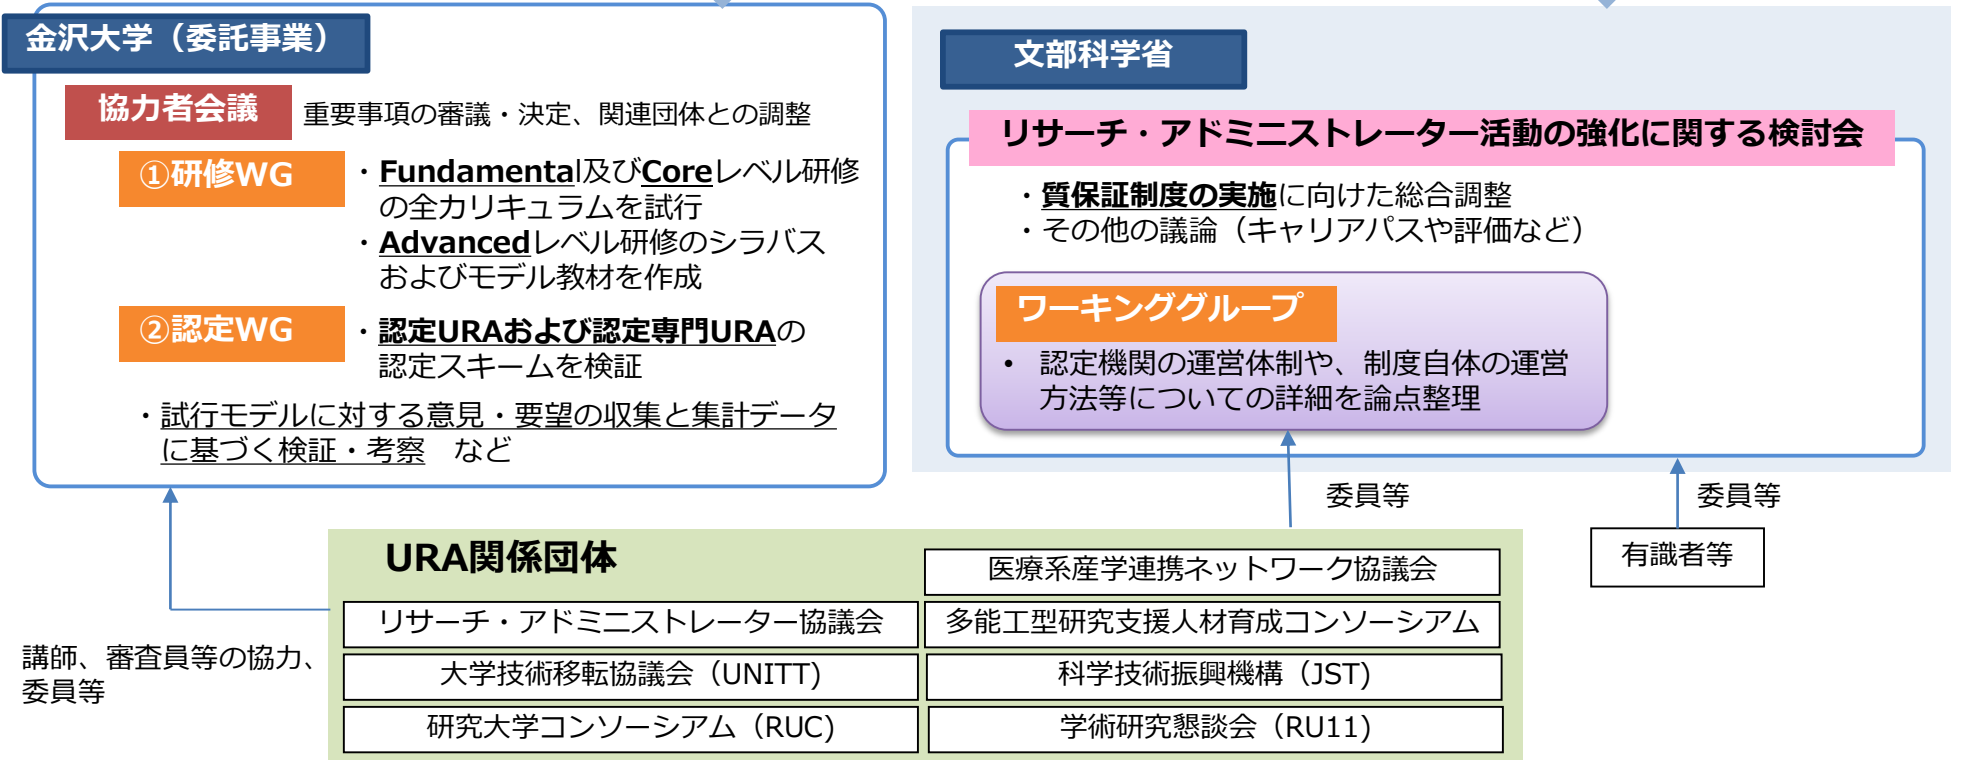 金沢大学（委託事業）
協力者会議
重要事項の審議・決定、関連団体との調整
①研修WG
・Fundamental及びCoreレベル研修
の全カリキュラムを試行
・Advancedレベル研修のシラバス
およびモデル教材を作成
②認定WG
・認定URAおよび認定専門URAの
認定スキームを検証
・試行モデルに対する意見・要望の収集と集計データ
に基づく検証・考察　など
文部科学省
リサーチ・アドミニストレーター活動の強化に関する検討会
・質保証制度の実施に向けた総合調整
・その他の議論（キャリアパスや評価など）
ワーキンググループ
• 認定機関の運営体制や、制度自体の運営
方法等についての詳細を論点整理
委員等
委員等
有識者等
講師、審査員等の協力、
委員等
URA関係団体
医療系産学連携ネットワーク協議会
リサーチ・アドミニストレーター協議会
多能工型研究支援人材育成コンソーシアム
大学技術移転協議会（UNITT)
科学技術振興機構（JST)
研究大学コンソーシアム（RUC)
学術研究懇談会（RU11)